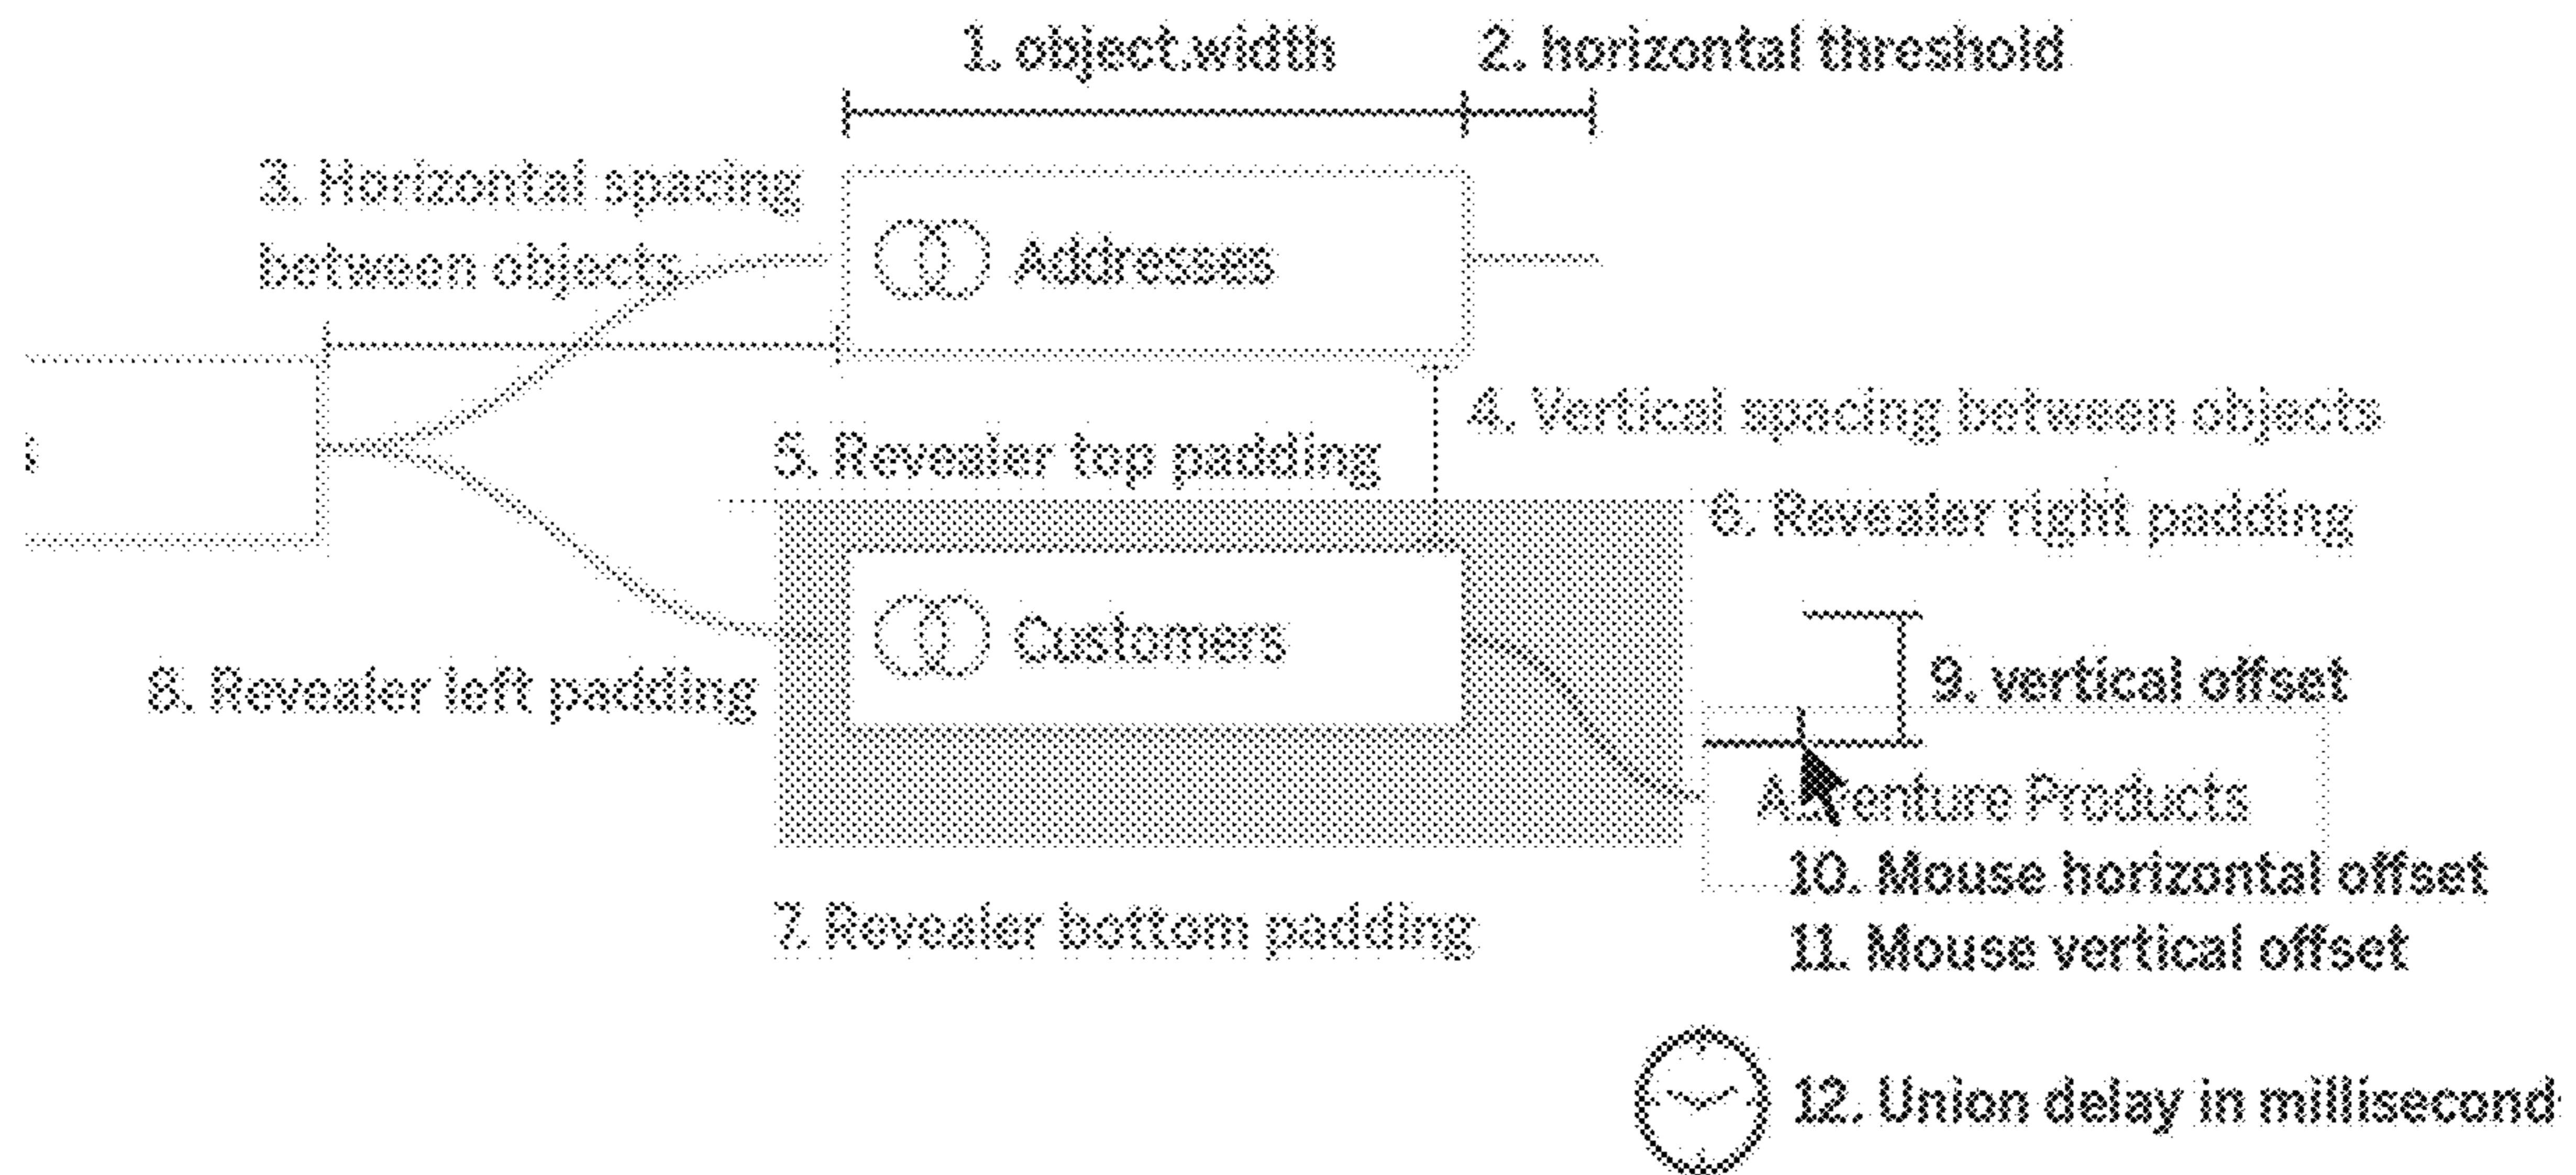 1. object width
2. horizontal threshold
3. Horizontal spacing
between objects
Addresses
4. Vertical spacing between objects
5. Revealer top padding
6. Revealer right padding
Customers
8. Revealer left padding
9. vertical offset
Products
10. Mouse horizontal offset
7. Revealer bottom padding
11. Mouse vertical offset
12. Union delay in millisecond